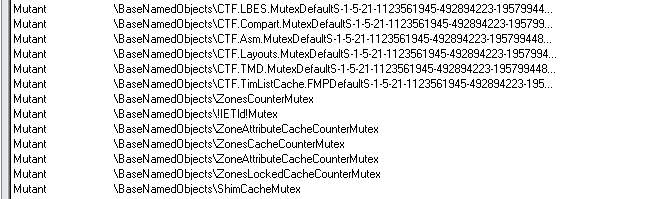 Mutant \BaseNamedObjects\CTF.LBES.MutexDefaultS-1-5-21-1123561945-492894223-19579944...
Mutant \BaseNamedObjects\CTF.Compart.MutexDefaultS-1-5-21-1123561945-492894223-195799...
Mutant \BaseNamedObjects\CTF.Asm.MutexDefaultS-1-5-21-1123561945-492894223-195799448...
Mutant \BaseNamedObjects\CTF.Layouts.MutexDefaultS-1-5-21-1123561945-492894223-1957994...
Mutant \BaseNamedObjects\CTF.TMD.MutexDefaultS-1-5-21-1123561945-492894223-195799448...
Mutant \BaseNamedObjects\CTF.TimListCache.FMPDefaultS-1-5-21-1123561945-492894223-195...
Mutant \BaseNamedObjects\ZonesCounterMutex
Mutant \BaseNamedObjects\!IETld!Mutex
Mutant \BaseNamedObjects\ZoneAttributeCacheCounterMutex
Mutant \BaseNamedObjects\ZonesCacheCounterMutex
Mutant \BaseNamedObjects\ZoneAttributeCacheCounterMutex
Mutant \BaseNamedObjects\ZonesLockedCacheCounterMutex
Mutant \BaseNamedObjects\ShimCacheMutex